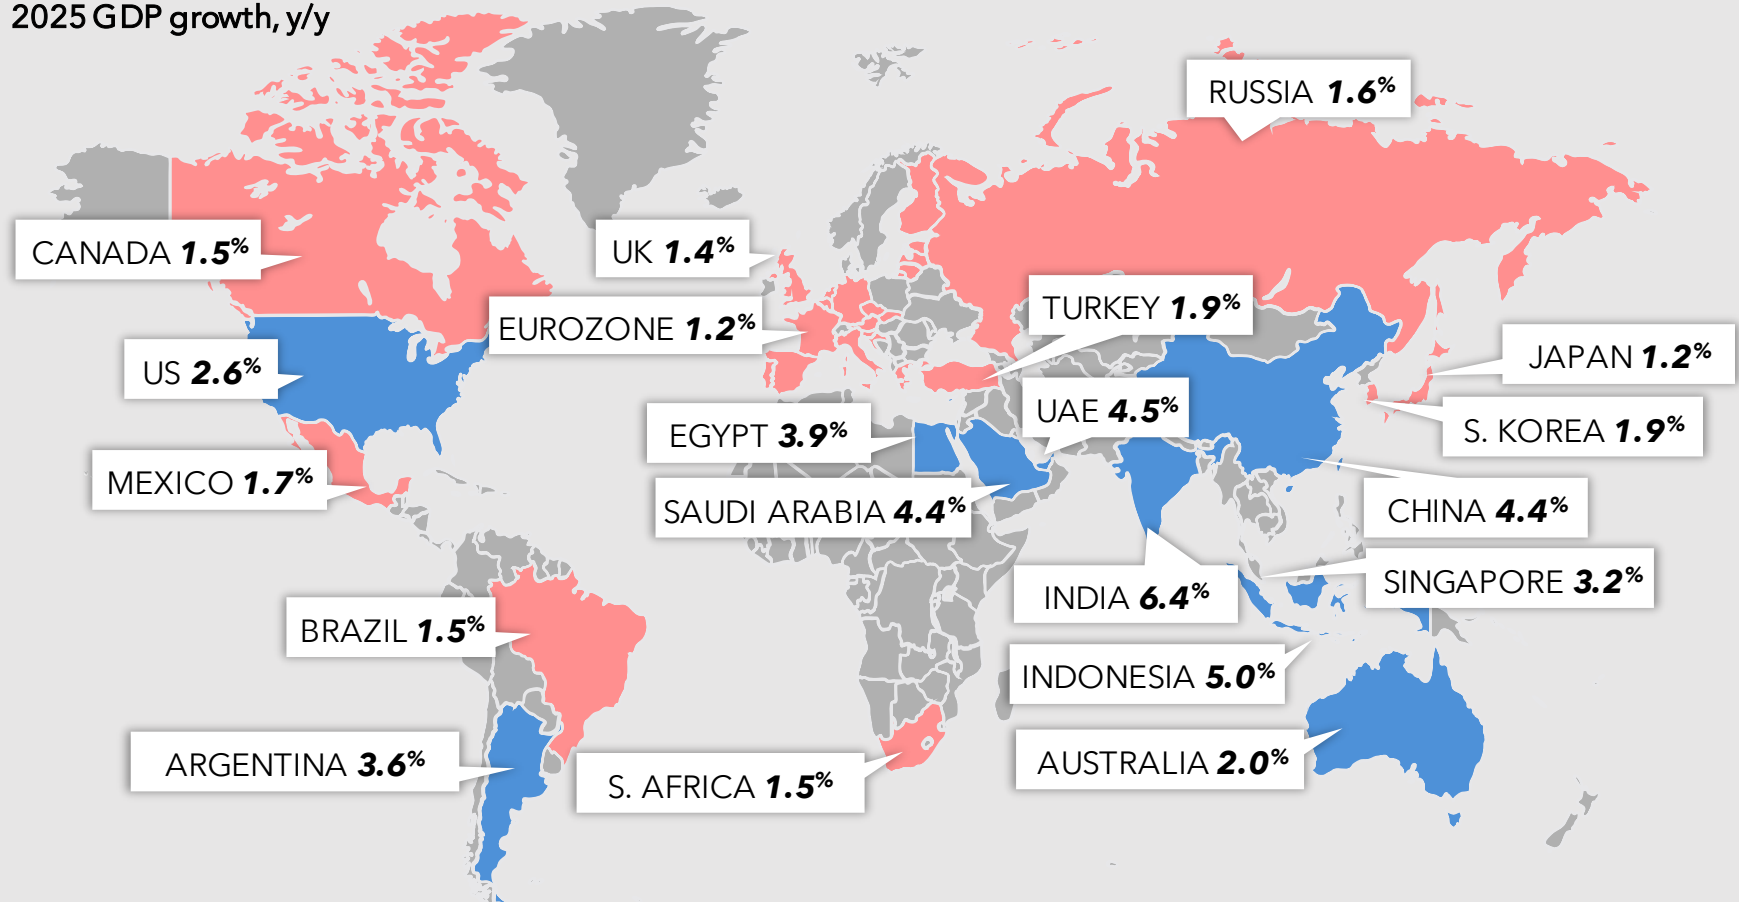 2025 GDP growth, y/y
RUSSIA 1.6%
CANADA 1.5%
UK 1.4%
TURKEY 1.9%
EUROZONE 1.2%
JAPAN 1.2%
US 2.6%
UAE 4.5%
S. KOREA 1.9%
EGYPT 3.9%
MEXICO 1.7%
SAUDI ARABIA 4.4%
CHINA 4.4%
SINGAPORE 3.2%
INDIA 6.4%
BRAZIL 1.5%
INDONESIA 5.0%
ARGENTINA 3.6%
AUSTRALIA 2.0%
S. AFRICA 1.5%